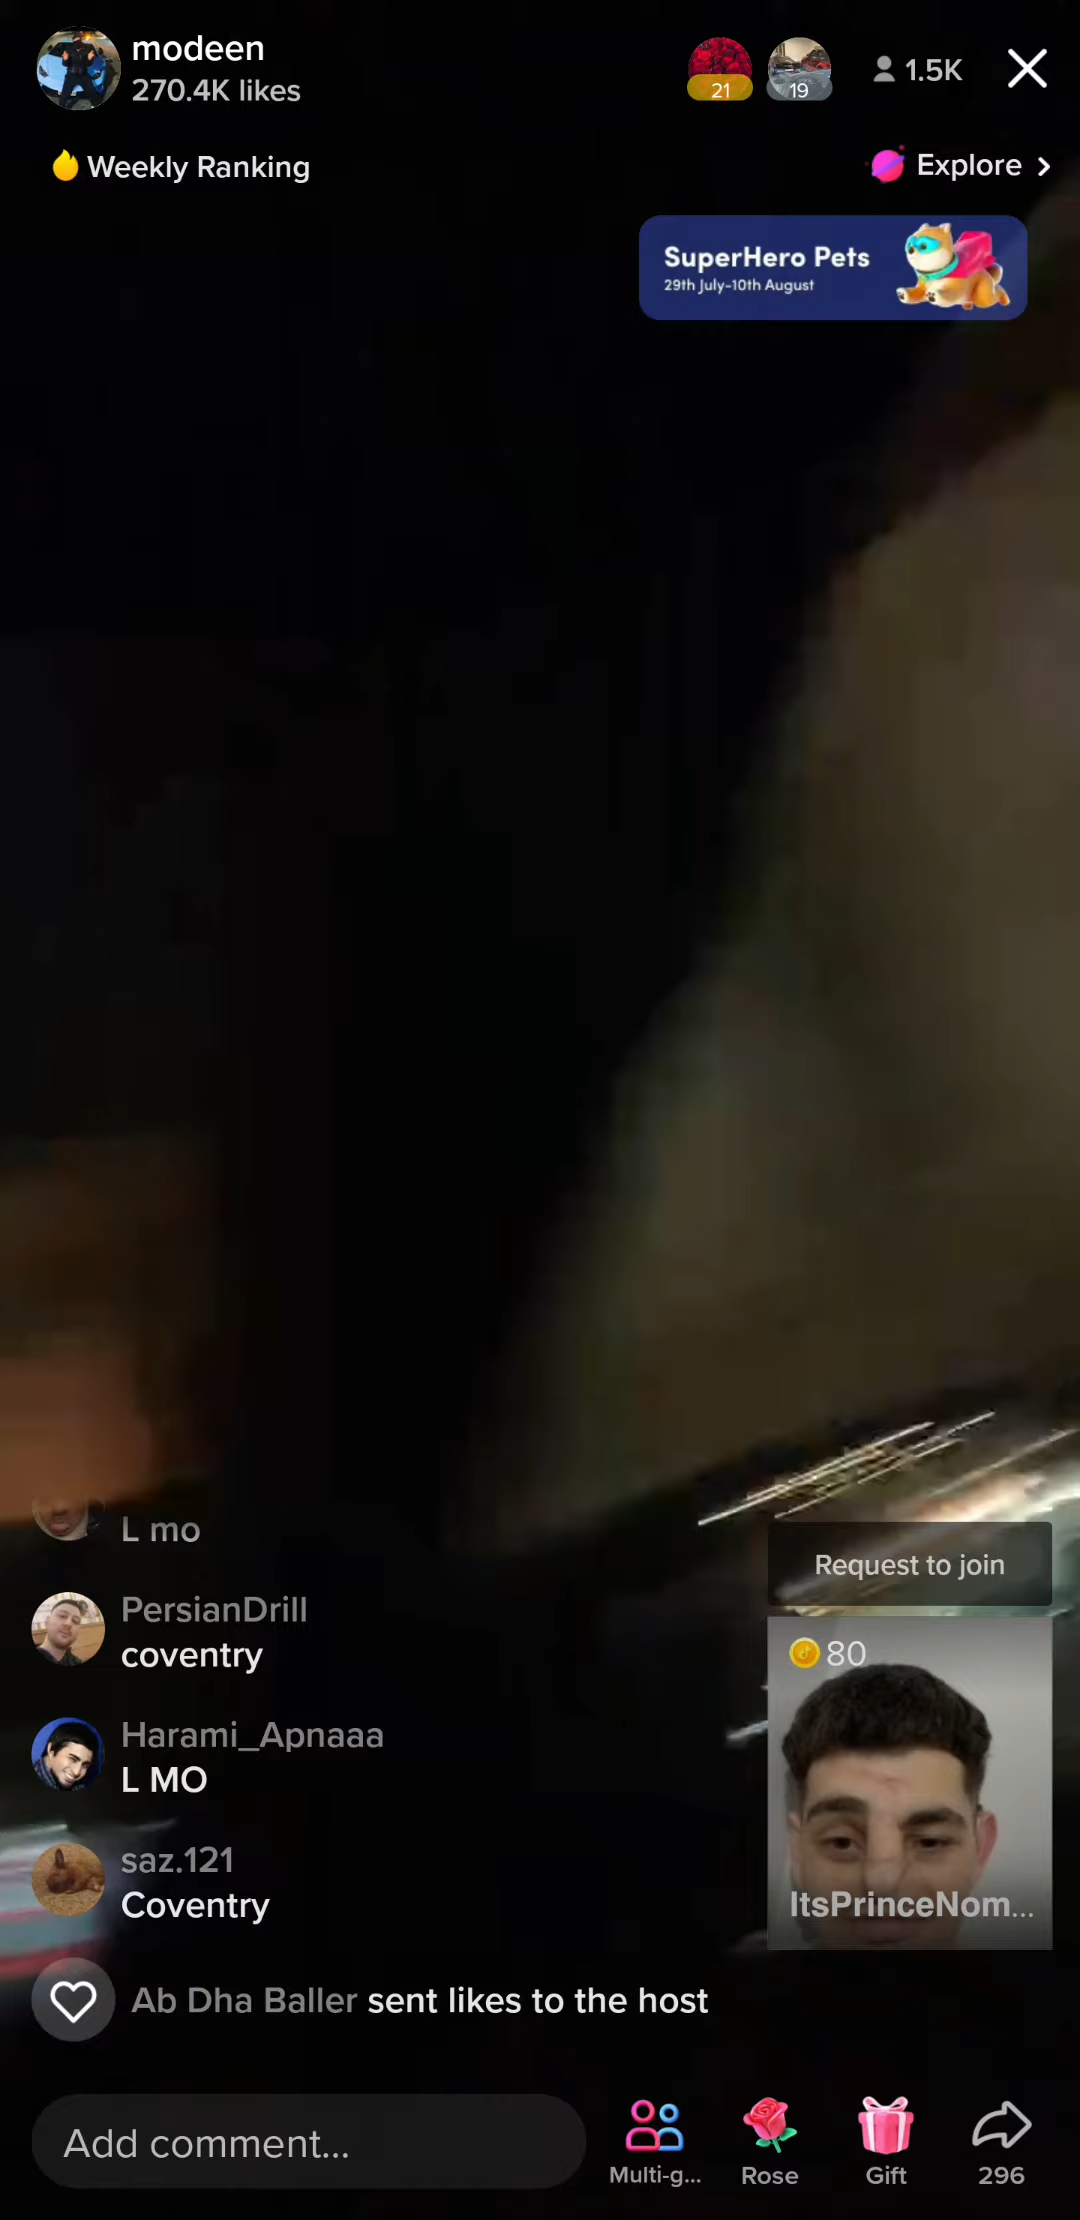 modeen
270.4K likes
21
19
1.5K
Weekly Ranking
Explore
SuperHero Pets
29th July-10th August
L mo
Request to join
PersianDrill
coventry
80
Harami_Apnaaa
L MO
saz.121
Coventry
ItsPrinceNom...
Ab Dha Baller sent likes to the host
Add comment...
Multi-g...
Rose
Gift
296